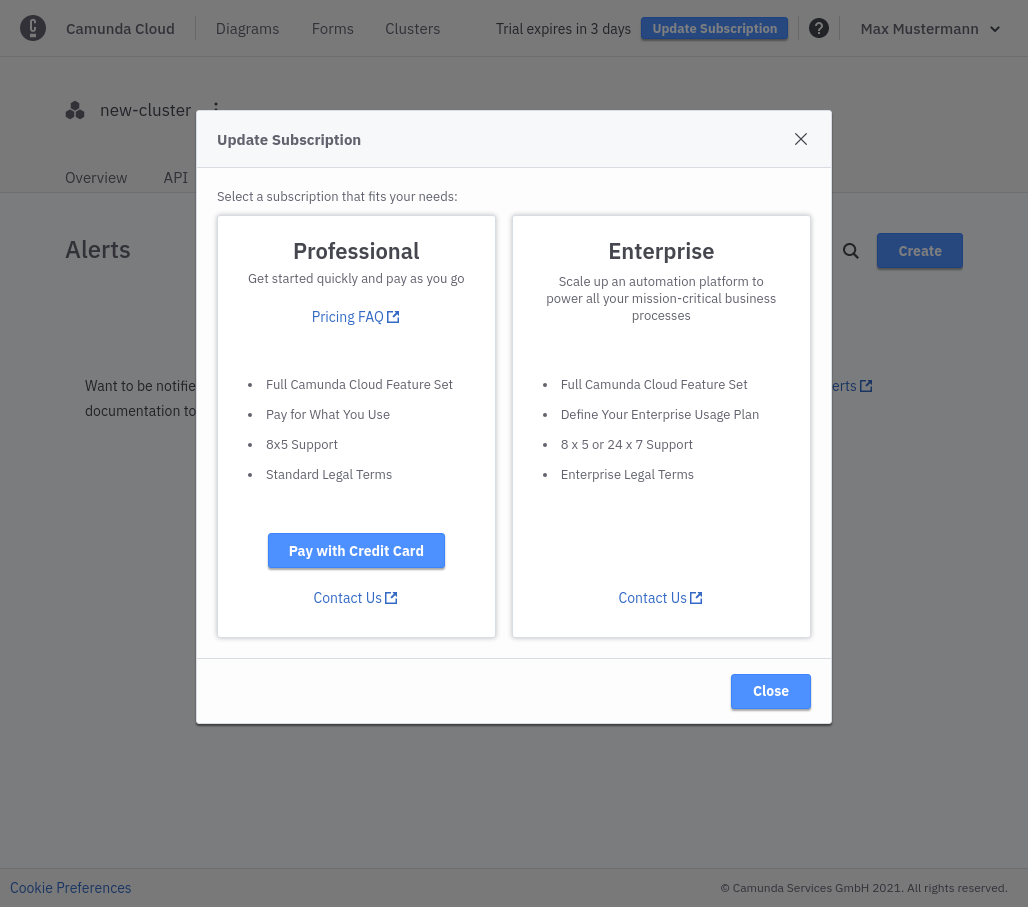 Camunda Cloud Diagrams Forms Clusters Trial expires in 3 days Update Subscription Max Mustermann
new-cluster
Overview API
Alerts
Create
Want to be notifie
erts
documentation to
Update Subscription
Select a subscription that fits your needs:
Professional
Get started quickly and pay as you go
Pricing FAQ
• Full Camunda Cloud Feature Set
• Pay for What You Use
• 8x5 Support
• Standard Legal Terms
Pay with Credit Card
Contact Us
Enterprise
Scale up an automation platform to
power all your mission-critical business
processes
• Full Camunda Cloud Feature Set
• Define Your Enterprise Usage Plan
• 8 x 5 or 24 x 7 Support
• Enterprise Legal Terms
Contact Us
Close
Cookie Preferences
© Camunda Services GmbH 2021. All rights reserved.